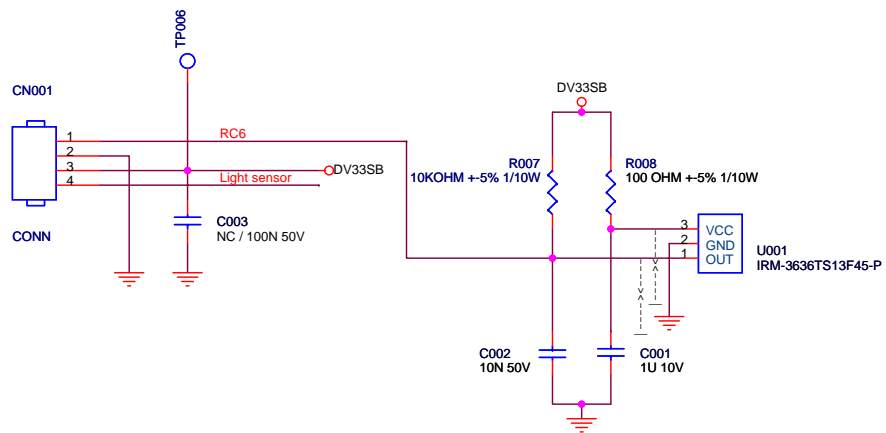 TP006
CN001
1
2
3
4
RC6
DV33SB
Light sensor
C003
NC / 100N 50V
CONN
DV33SB
R007
10KOHM +-5% 1/10W
R008
100 OHM +-5% 1/10W
3
2
1
VCC
GND
OUT
U001
IRM-3636TS13F45-P
C002
10N 50V
C001
1U 10V